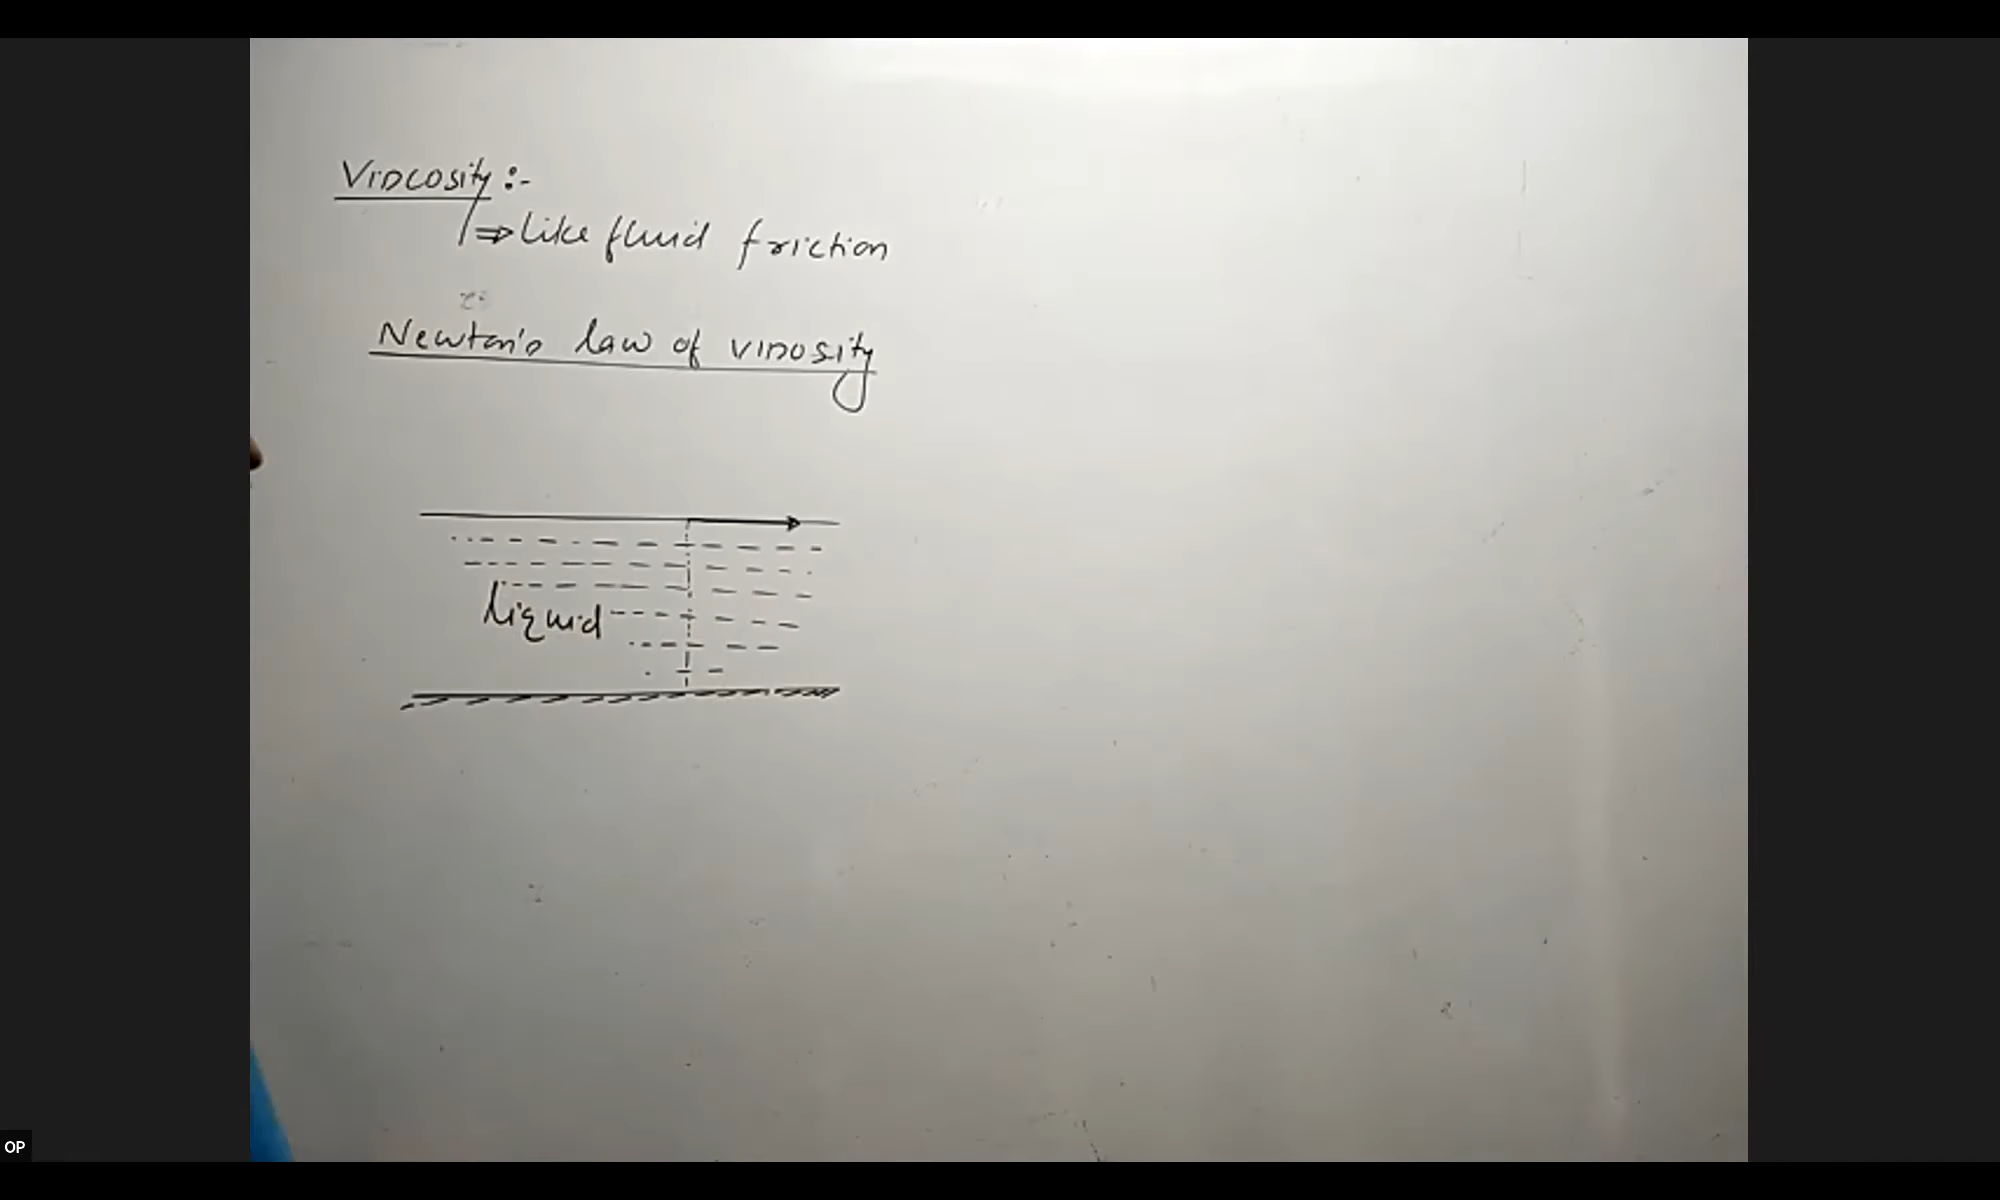 Viscosity :-
⇒ Like fluid friction
Newton's law of viscosity
Liquid
OP